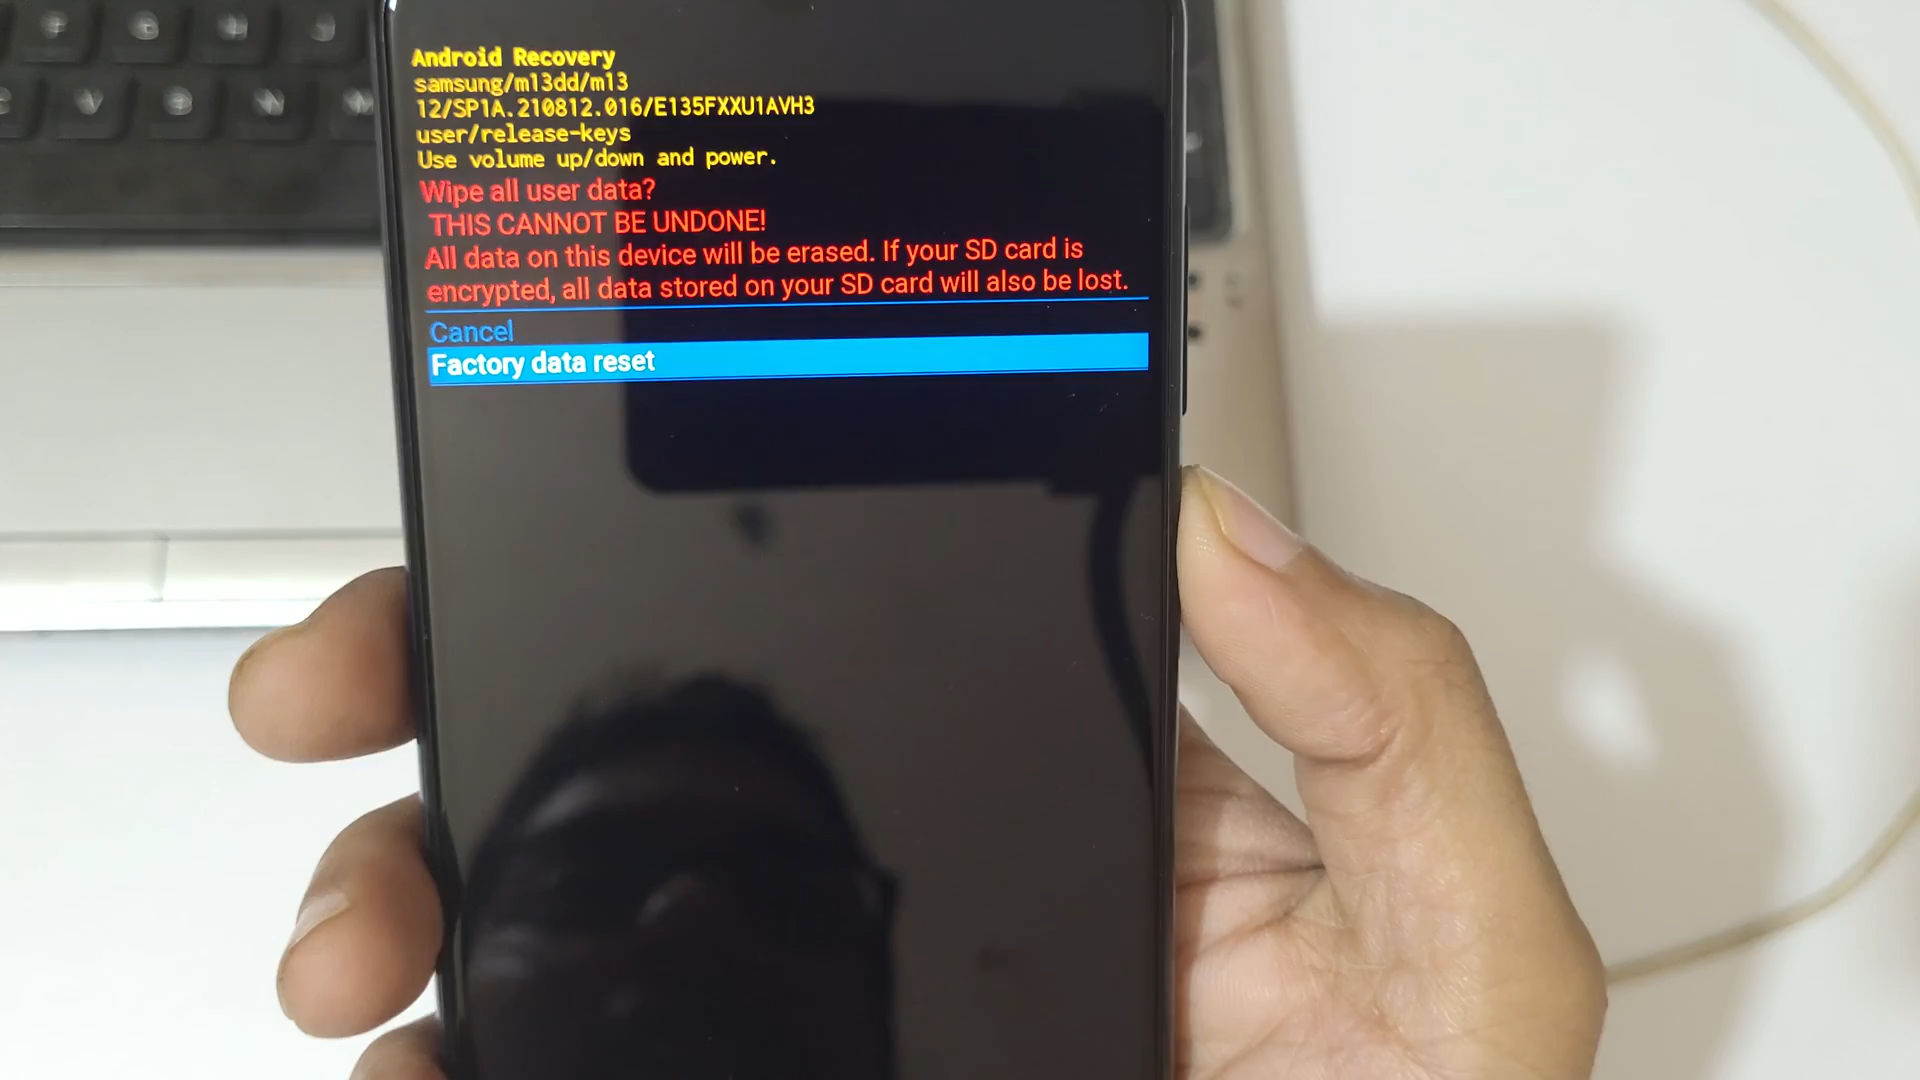 Android Recovery
samsung/m13dd/m13
12/SP1A.210812.016/E135FXXU1AVH3
user/release-keys
Use volume up/down and power.
Wipe all user data?
THIS CANNOT BE UNDONE!
All data on this device will be erased. If your SD card is
encrypted, all data stored on your SD card will also be lost.
Cancel
Factory data reset